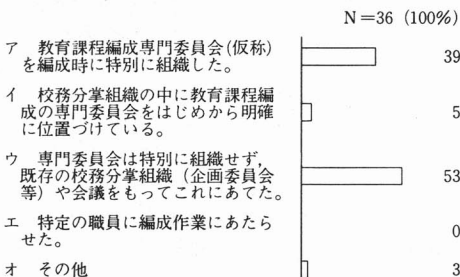 N＝36 (100%)
ア 教育課程編成専門委員会(仮称)
を編成時に特別に組織した。
39
イ 校務分掌組織の中に教育課程編
成の専門委員会をはじめから明確
に位置づけている。
5
ウ 専門委員会は特別に組織せず，
既存の校務分掌組織（企画委員会
等）や会議をもってこれにあてた。
53
エ 特定の職員に編成作業にあたら
せた。
0
オ その他
3